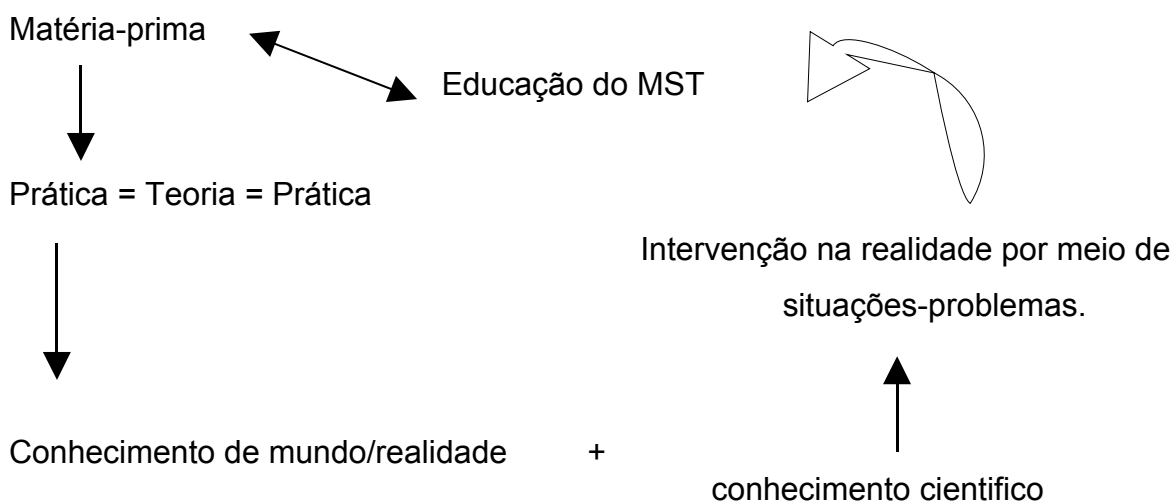 Matéria-prima
Educação do MST
Prática = Teoria = Prática
Intervenção na realidade por meio de
situações-problemas.
Conhecimento de mundo/realidade +
conhecimento cientifico